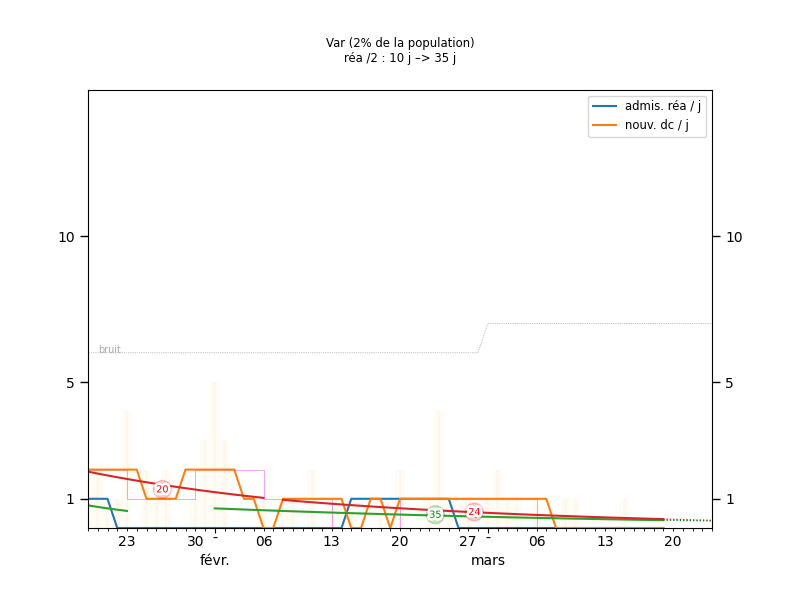 Var (2% de la population)
réa /2 : 10 j –> 35 j
admis. réa / j
nouv. dc / j
10
10
bruit
5
5
20
35
24
1
1
23
30
-
06
13
20
27
-
06
13
20
févr.
mars